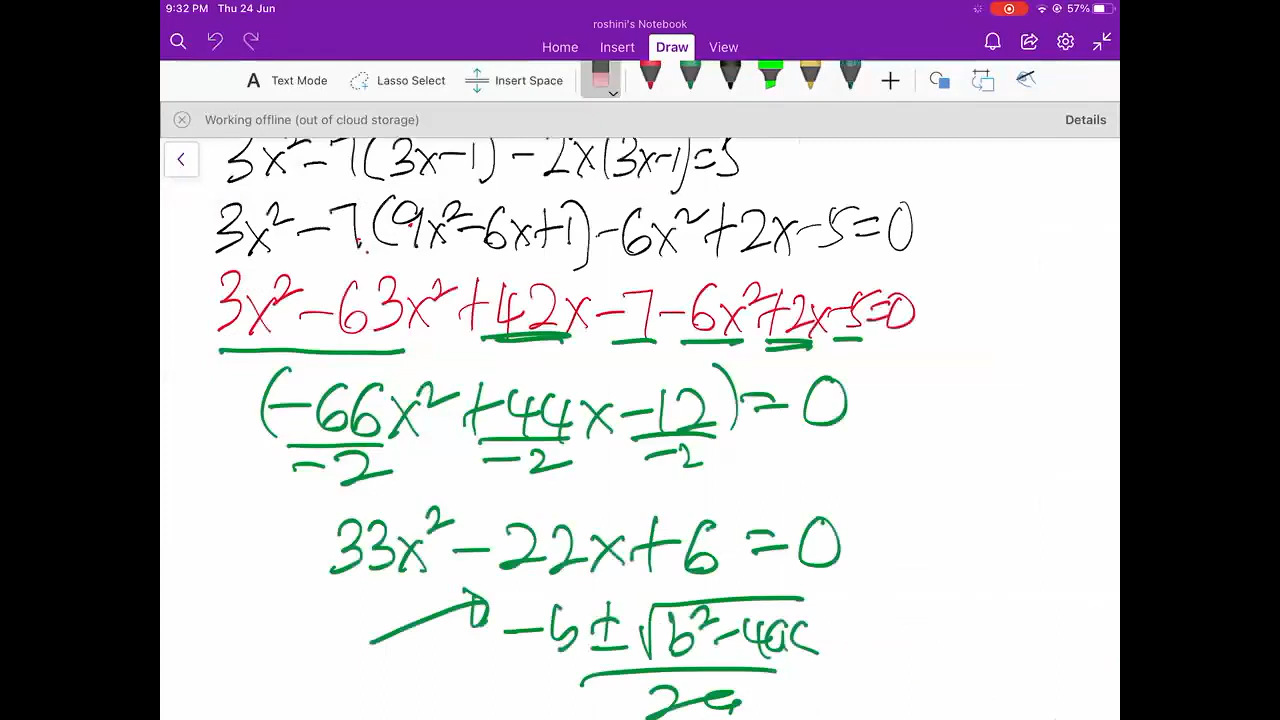 9:32 PM Thu 24 Jun
57%
roshini's Notebook
Home Insert Draw View
Text Mode Lasso Select Insert Space
Working offline (out of cloud storage) Details
3x²-7(3x-1)-2x(3x-1)=5
3x²-7(9x²-6x+1)-6x²+2x-5=0
3x²-63x²+42x-7-6x²+2x-5=0
(-66x²+44x-12)=0
-2 -2 -2
33x²-22x+6=0
-b±√b²-4ac
2a